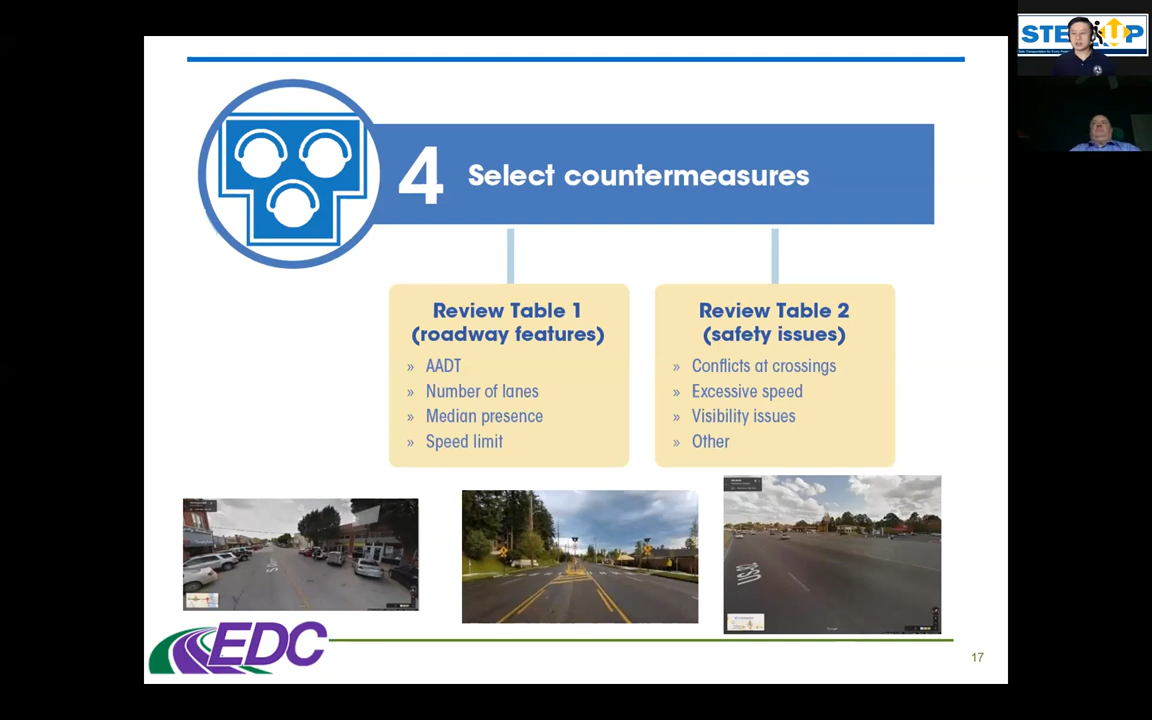 STEP UP
4 Select countermeasures
Review Table 1
(roadway features)
» AADT
» Number of lanes
» Median presence
» Speed limit
Review Table 2
(safety issues)
» Conflicts at crossings
» Excessive speed
» Visibility issues
» Other
EDC
17